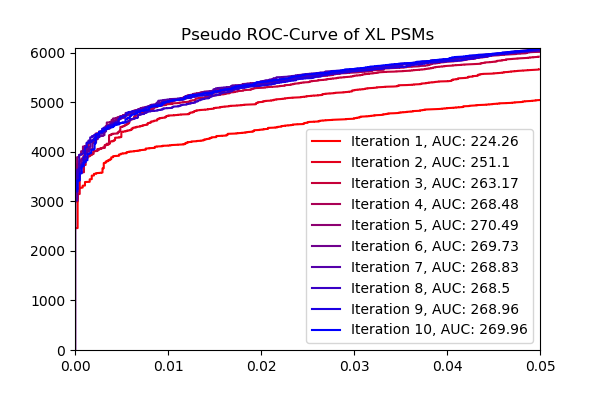 Pseudo ROC-Curve of XL PSMs
6000
5000
4000
3000
2000
1000
0
Iteration 1, AUC: 224.26
Iteration 2, AUC: 251.1
Iteration 3, AUC: 263.17
Iteration 4, AUC: 268.48
Iteration 5, AUC: 270.49
Iteration 6, AUC: 269.73
Iteration 7, AUC: 268.83
Iteration 8, AUC: 268.5
Iteration 9, AUC: 268.96
Iteration 10, AUC: 269.96
0.00 0.01 0.02 0.03 0.04 0.05